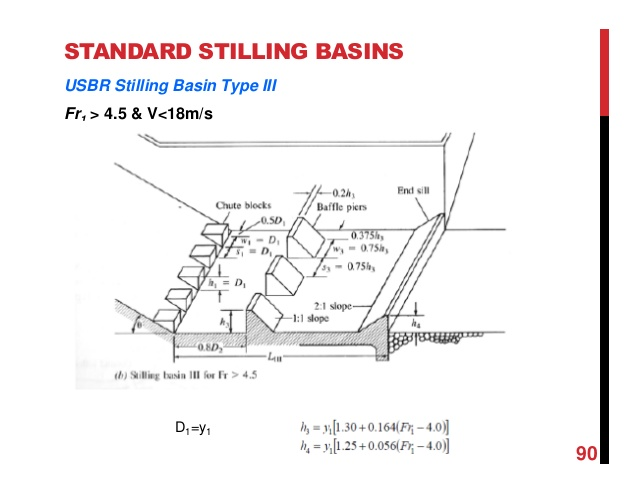 STANDARD STILLING BASINS
USBR Stilling Basin Type III
Fr₁ > 4.5 & V<18m/s
0.2h₃
End sill
Chute blocks
Baffle piers
0.5D₁
0.375h₃
w₁ = D₁
w₃ = 0.75h₃
s₁ = D₁
s₃ = 0.75h₃
h₁ = D₁
2:1 slope
h₃
1:1 slope
h₄
θ
0.8D₂
L_III
(b) Stilling basin III for Fr > 4.5
D₁=y₁
h₃ = y₁[1.30 + 0.164(Fr₁ − 4.0)]
h₄ = y₁[1.25 + 0.056(Fr₁ − 4.0)]
90